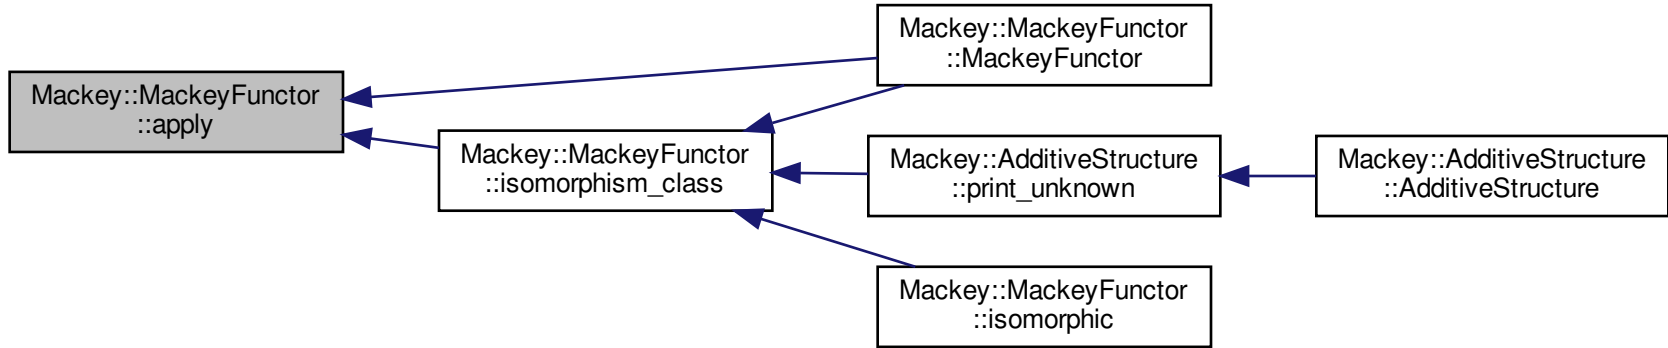 Mackey::MackeyFunctor
::apply
Mackey::MackeyFunctor
::isomorphism_class
Mackey::MackeyFunctor
::MackeyFunctor
Mackey::AdditiveStructure
::print_unknown
Mackey::AdditiveStructure
::AdditiveStructure
Mackey::MackeyFunctor
::isomorphic